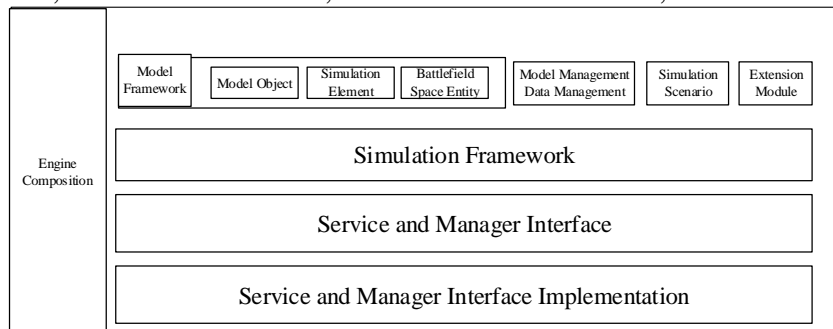 Engine
Composition
Model
Framework
Model Object
Simulation
Element
Battlefield
Space Entity
Model Management
Data Management
Simulation
Scenario
Extension
Module
Simulation Framework
Service and Manager Interface
Service and Manager Interface Implementation